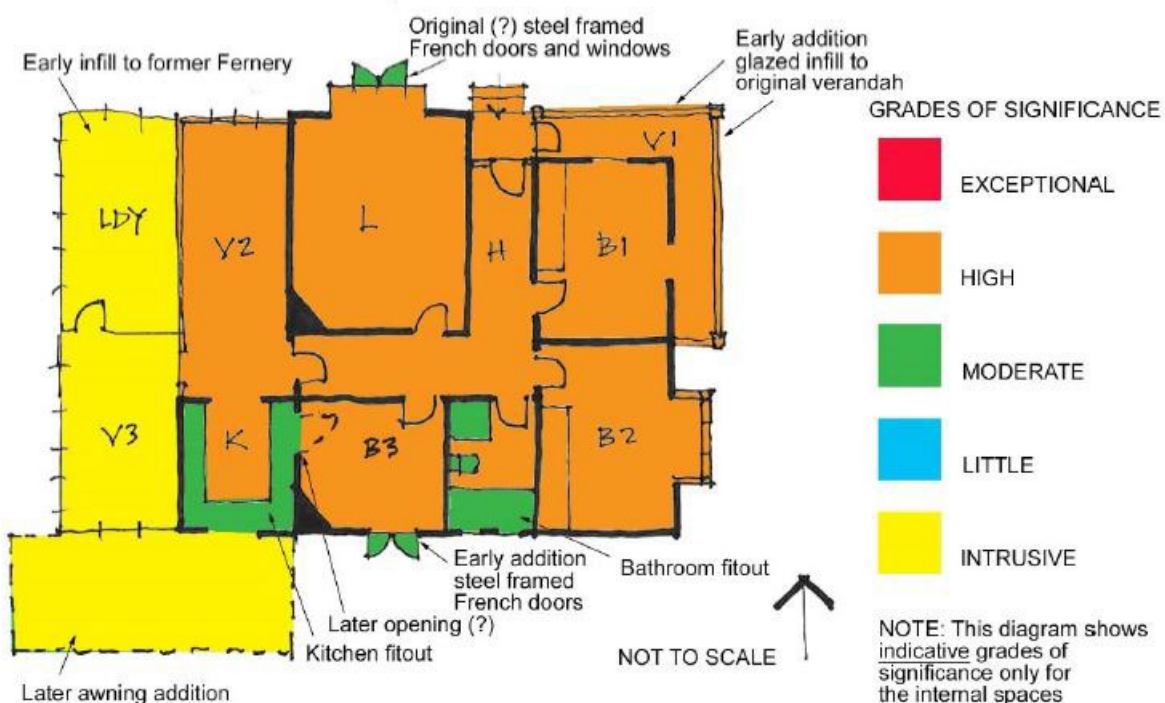 Original (?) steel framed
French doors and windows
Early infill to former Fernery
Early addition
glazed infill to
original verandah
GRADES OF SIGNIFICANCE
EXCEPTIONAL
HIGH
MODERATE
LITTLE
INTRUSIVE
V1
LDY
V2
L
H
B1
V3
K
B3
B2
Early addition
steel framed
French doors
Bathroom fitout
Later opening (?)
Kitchen fitout
Later awning addition
NOT TO SCALE
NOTE: This diagram shows
indicative grades of
significance only for
the internal spaces